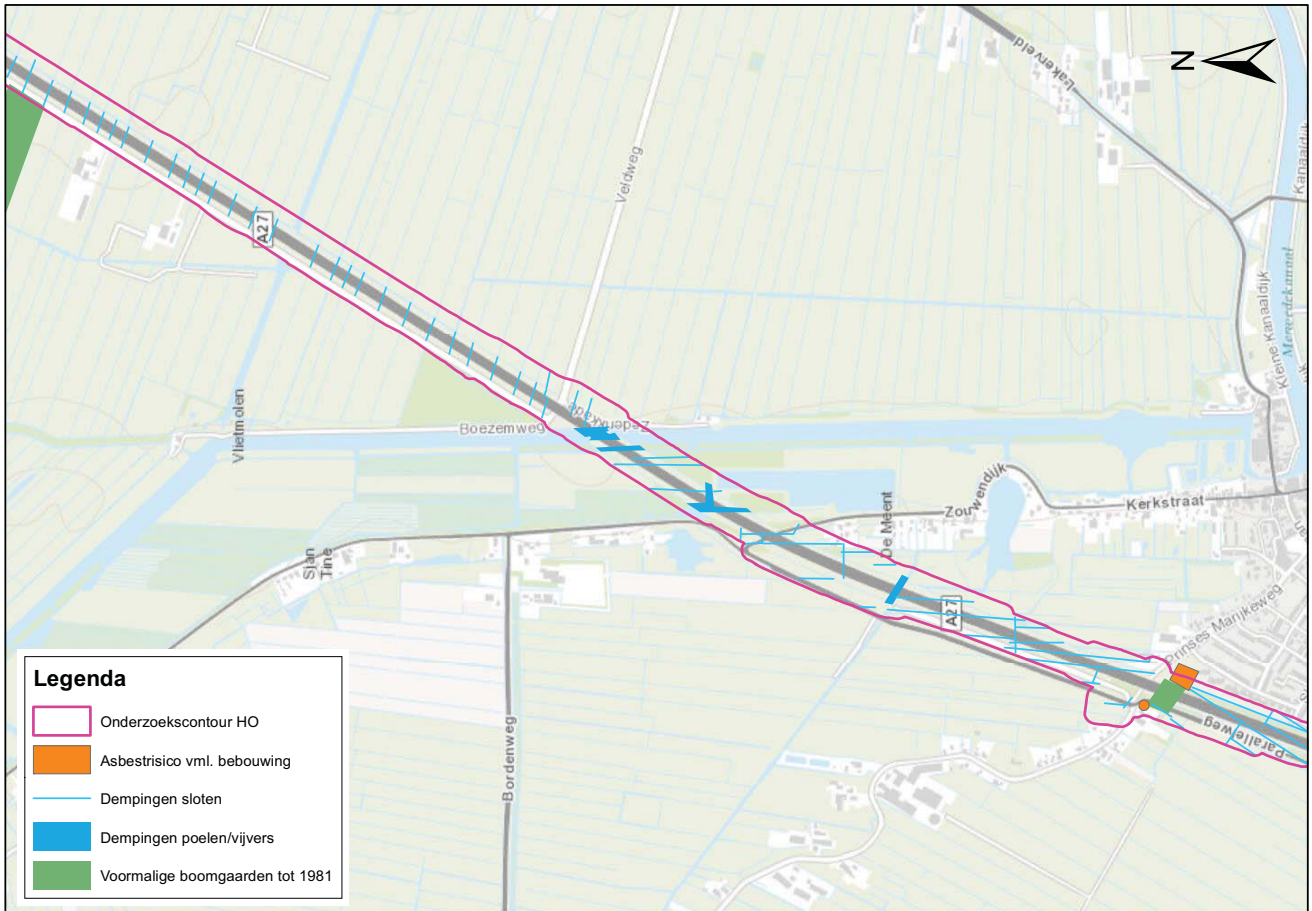 Lakerveld
N
Kanaaldijk
Veldweg
A27
Kleine Kanaaldijk
Merwedekanaal
Vlietmolen
Boezemweg
Zederikkade
De Meent
Zouwendijk
Kerkstraat
Sjan
Tine
A27
Prinses Marijkeweg
Bordenweg
Parallelweg
Legenda
Onderzoekscontour HO
Asbestrisico vml. bebouwing
Dempingen sloten
Dempingen poelen/vijvers
Voormalige boomgaarden tot 1981